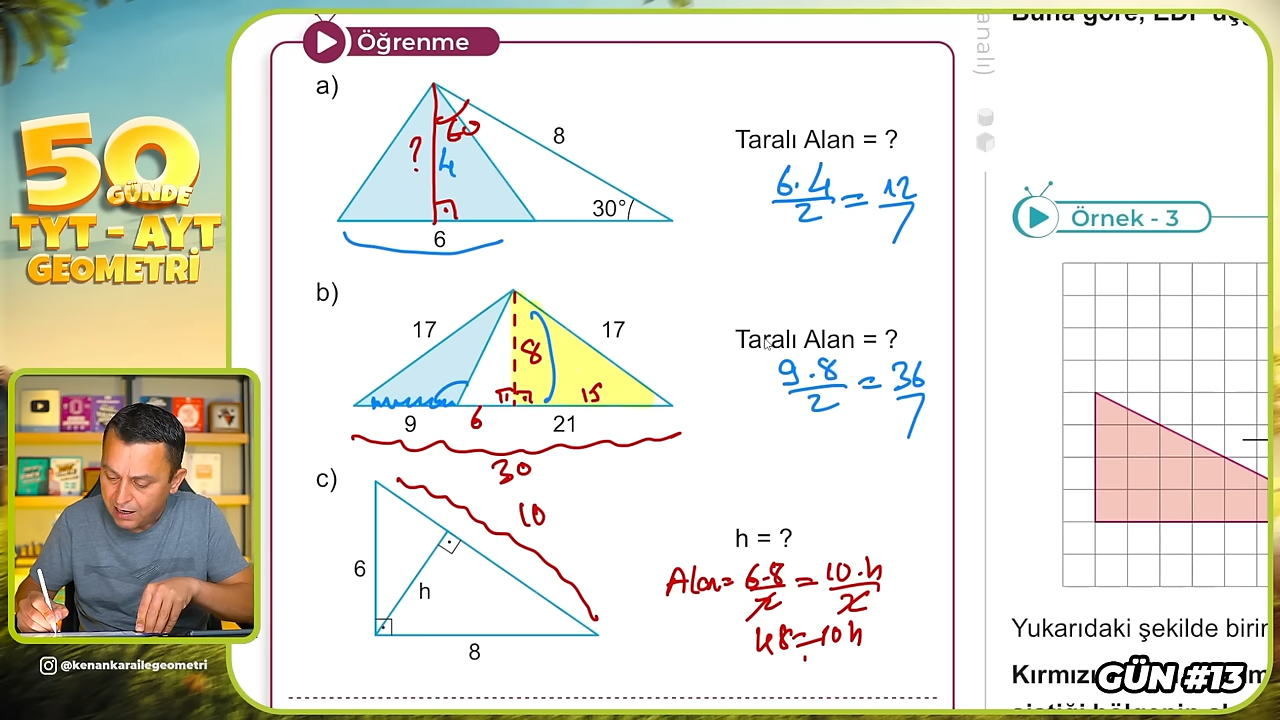 50
GÜNDE
TYT - AYT
GEOMETRİ
@kenankarailegeometri
Öğrenme
a)
?
60
4
8
30°
6
Taralı Alan = ?
6.4/2 = 12
b)
17
17
8
15
9
6
21
30
Taralı Alan = ?
9.8/2 = 36
c)
10
6
h
8
h = ?
Alan = 6.8/2 = 10.h/2
48 = 10h
Buna göre,
Örnek - 3
Yukarıdaki şekilde birir
Kırmızı
GÜN #13